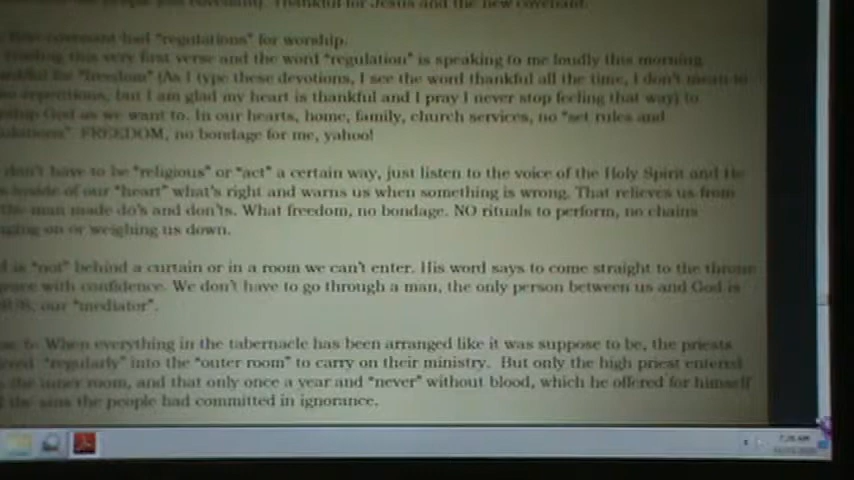 Thankful for Jesus and the new covenant.
covenant had "regulations" for worship.
this very first verse and the word "regulation" is speaking to me loudly this morning
for "freedom" (As I type these devotions, I see the word thankful all the time, I don't mean to
repetitions, but I am glad my heart is thankful and I pray I never stop feeling that way) to
God as we want to. In our hearts, home, family, church services, no "set rules and
FREEDOM, no bondage for me, yahoo!
don't have to be "religious" or "act" a certain way, just listen to the voice of the Holy Spirit and He
inside of our "heart" what's right and warns us when something is wrong. That relieves us from
the man made do's and don'ts. What freedom, no bondage. NO rituals to perform, no chains
on or weighing us down.
is "not" behind a curtain or in a room we can't enter. His word says to come straight to the throne
with confidence. We don't have to go through a man, the only person between us and God is
our "mediator".
6: When everything in the tabernacle has been arranged like it was suppose to be, the priests
"regularly" into the "outer room" to carry on their ministry. But only the high priest entered
the inner room, and that only once a year and "never" without blood, which he offered for himself
the sins the people had committed in ignorance.